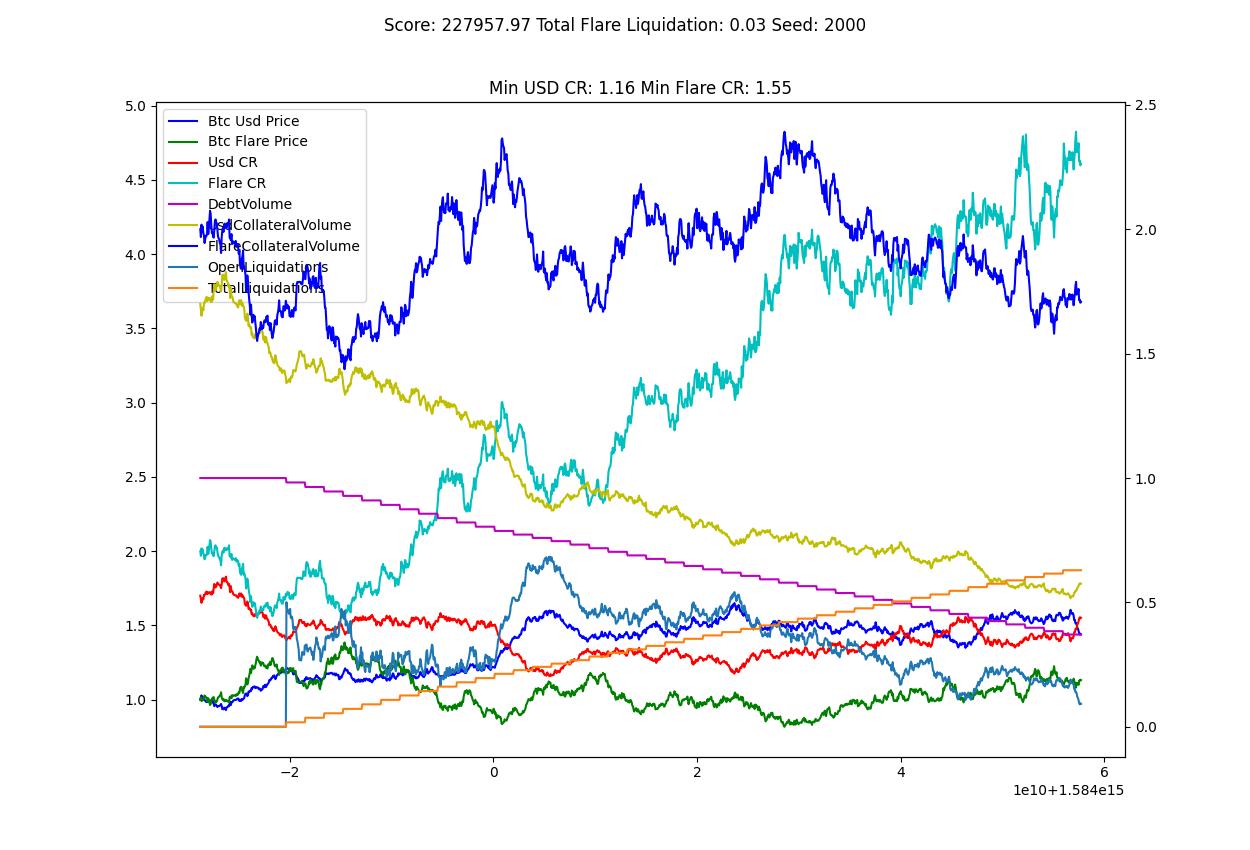 Score: 227957.97 Total Flare Liquidation: 0.03 Seed: 2000
Min USD CR: 1.16 Min Flare CR: 1.55
Btc Usd Price
Btc Flare Price
Usd CR
Flare CR
DebtVolume
UsdCollateralVolume
FlareCollateralVolume
OpenLiquidations
TotalLiquidations
5.0
4.5
4.0
3.5
3.0
2.5
2.0
1.5
1.0
2.5
2.0
1.5
1.0
0.5
0.0
−2
0
2
4
6
1e10+1.584e15